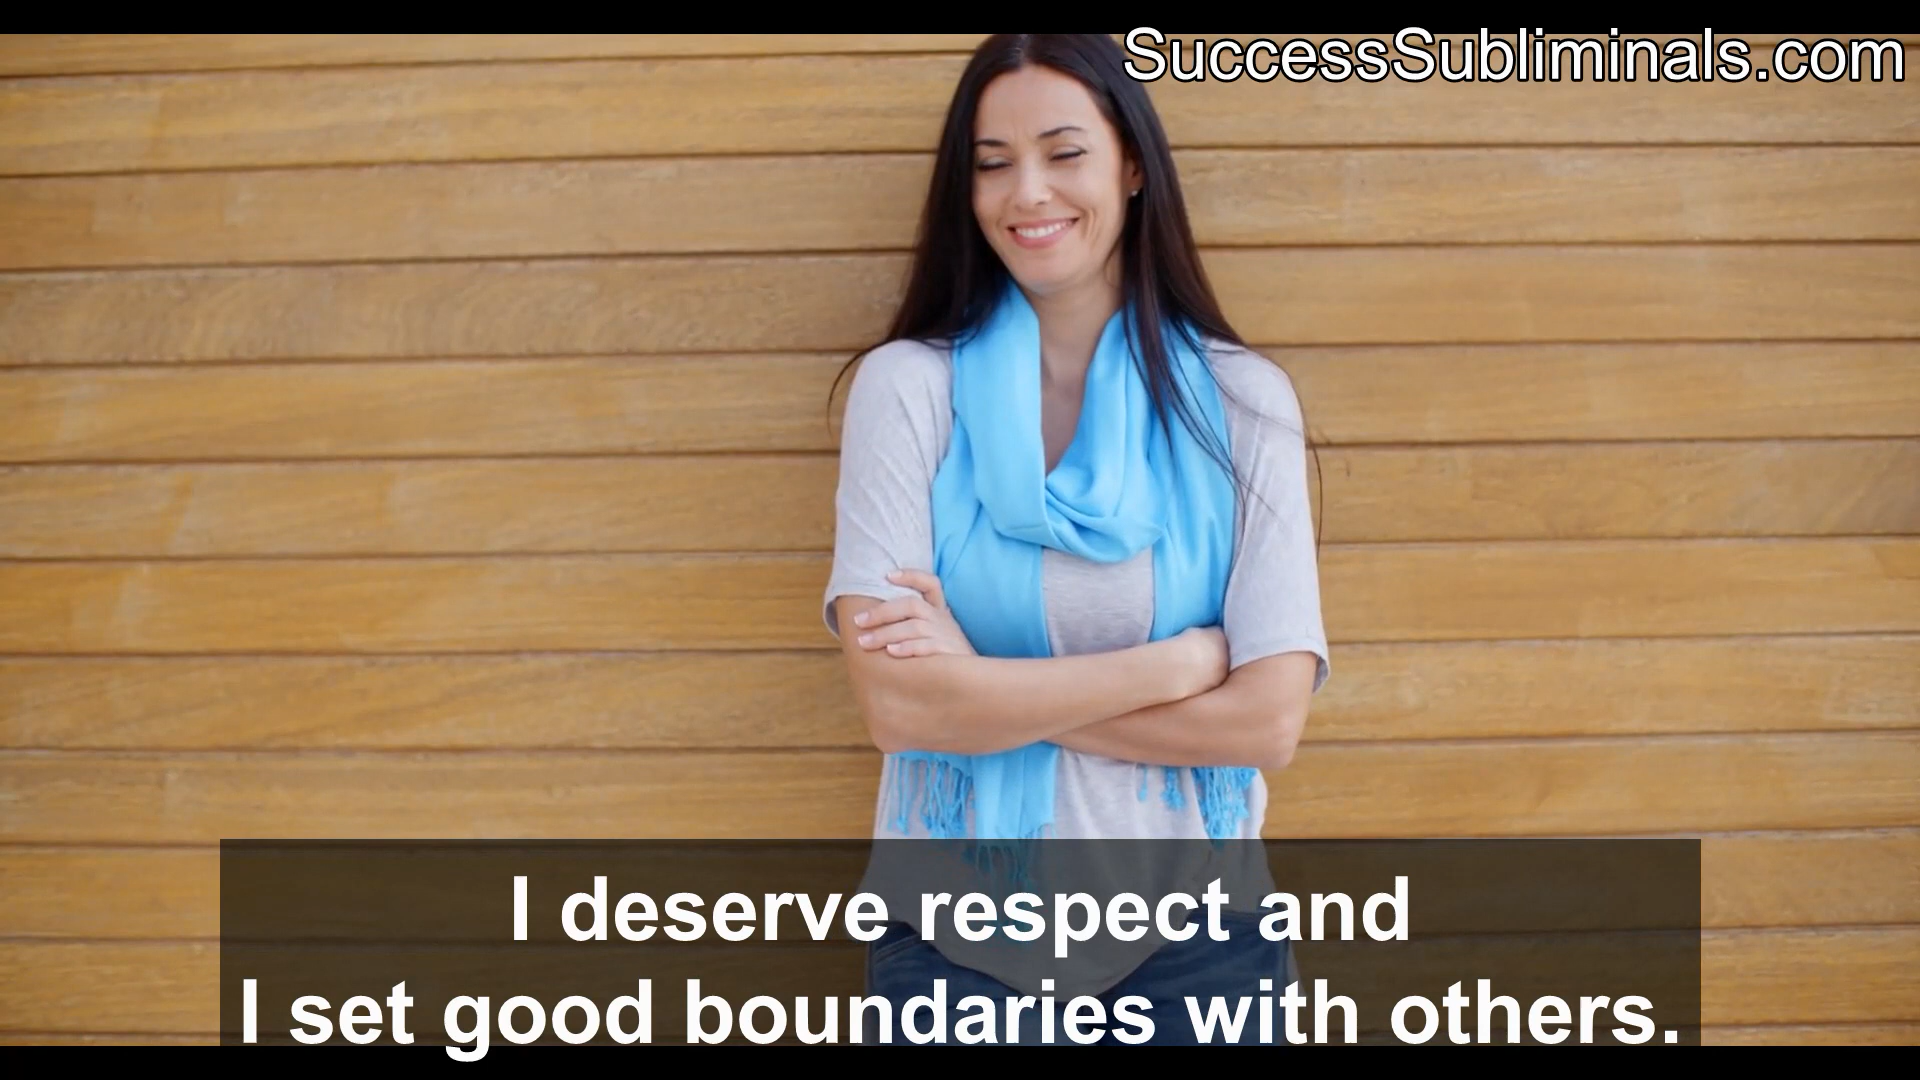 SuccessSubliminals.com
I deserve respect and
I set good boundaries with others.